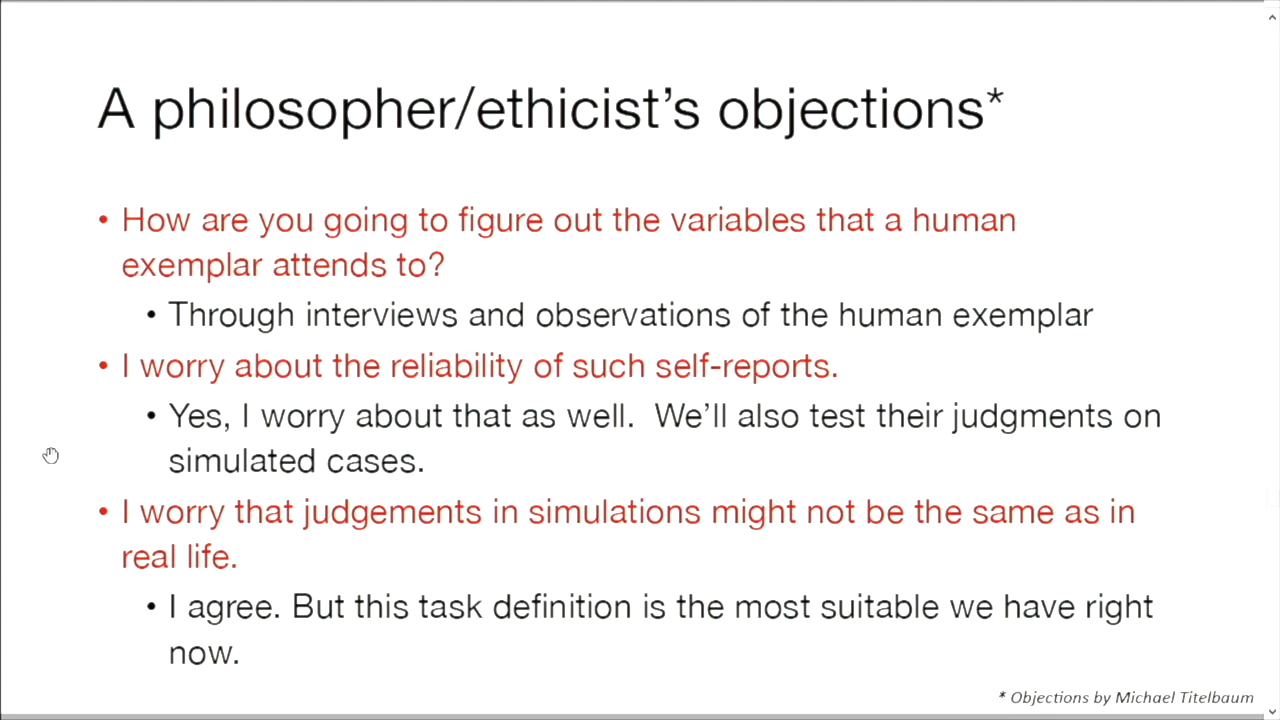 A philosopher/ethicist’s objections*
• How are you going to figure out the variables that a human
exemplar attends to?
• Through interviews and observations of the human exemplar
• I worry about the reliability of such self-reports.
• Yes, I worry about that as well.  We’ll also test their judgments on
simulated cases.
• I worry that judgements in simulations might not be the same as in
real life.
• I agree. But this task definition is the most suitable we have right
now.
* Objections by Michael Titelbaum